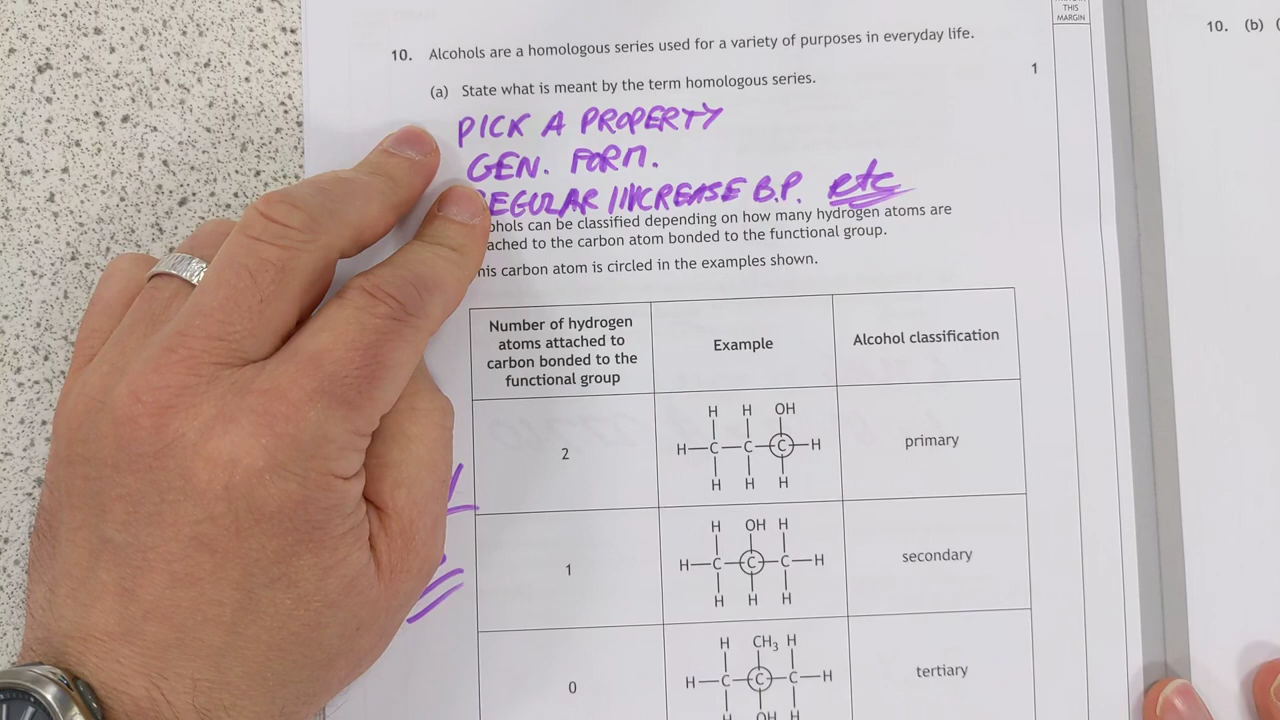 THIS
MARGIN
10. Alcohols are a homologous series used for a variety of purposes in everyday life.
10. (b) (
(a) State what is meant by the term homologous series.
1
PICK A PROPERTY
GEN. FORM.
REGULAR INCREASE B.P. etc
ohols can be classified depending on how many hydrogen atoms are
ached to the carbon atom bonded to the functional group.
his carbon atom is circled in the examples shown.
Number of hydrogen
atoms attached to
carbon bonded to the
functional group
Example
Alcohol classification
H H OH
2
H—C—C—C—H
primary
H H H
H OH H
1
H—C—C—C—H
secondary
H H H
H CH3 H
0
H—C—C—C—H
tertiary
H OH H